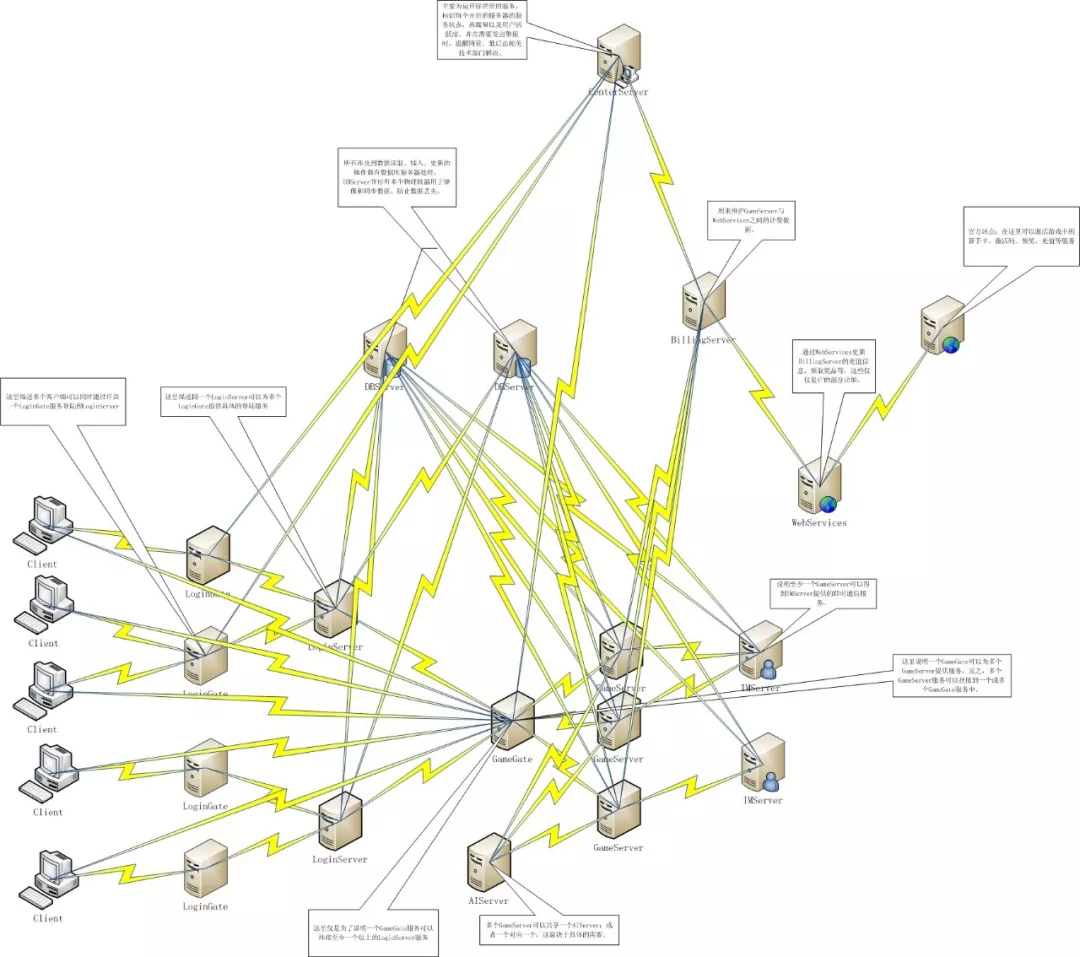 主要为运营提供管理服务,
标识每个开启的服务器的服
务状态,承载量以及用户活
跃度,并在需要发出警报
时,提醒网管,最后由相关
技术部门解决。
CenterServer
所有涉及到数据读取、插入、更新的
操作都有数据库服务器处理。
DBServer背后有多个物理机器用于镜
像和同步数据,防止数据丢失。
用来维护GameServer与
WebServices之间的计费数
据。
官方站点:在这里可以激活游戏中的
新手卡、激活码、领奖、充值等服务
BillingServer
DBServer
DBServer
通过WebServices更新
BillingServer的充值信
息,领取奖品等,这些仅
仅是它的部分功能。
这里描述多个客户端可以同时通过任意
一个LoginGate服务登陆到LoginServer
这里描述同一个LoginServer可以为多个
LoginGate提供具体的登陆服务
WebServices
Client
LoginGate
说明至少一个GameServer可以得
到IMServer提供的即时通信服
务。
Client
LoginServer
LoginGate
GameServer
IMServer
这里说明一个GameGate可以为多个
GameServer提供服务;反之,多个
GameServer服务可以挂接到一个或多
个GameGate服务中。
Client
GameGate
GameServer
Client
LoginGate
IMServer
LoginServer
GameServer
Client
LoginGate
AIServer
这里仅是为了说明一个GameGate服务可以
挂接至少一个以上的LoginServer服务
多个GameServer可以共享一个AIServer;或
者一个对应一个,这取决于具体的需要。